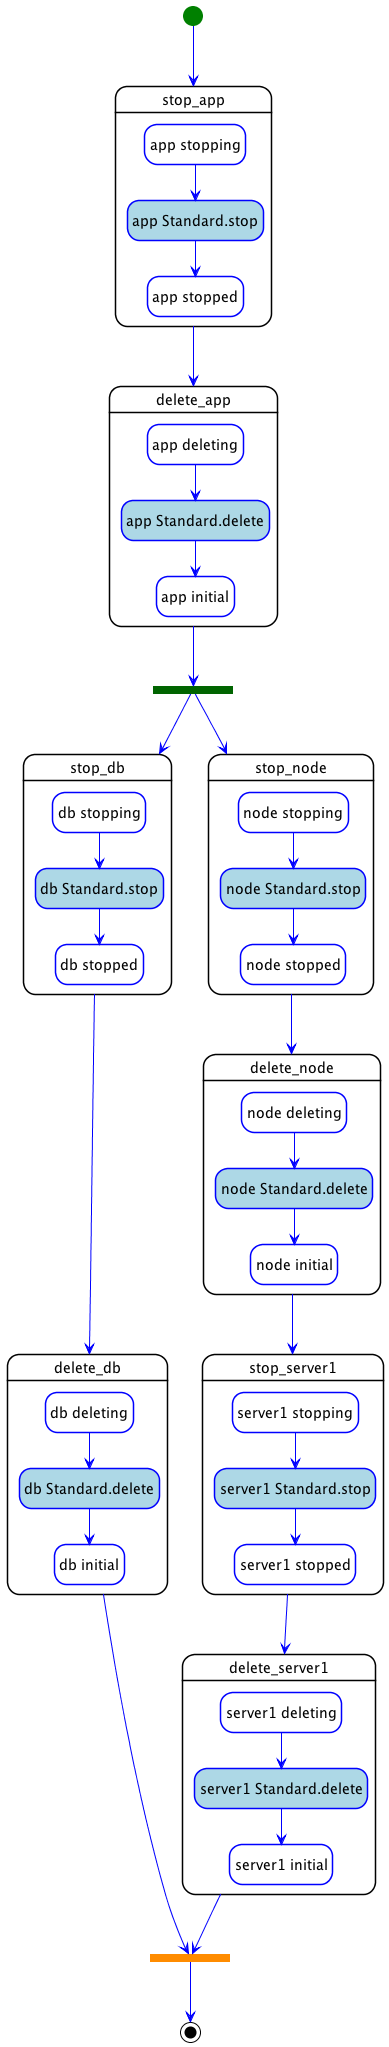 stop_app
app stopping
app Standard.stop
app stopped
delete_app
app deleting
app Standard.delete
app initial
stop_db
db stopping
db Standard.stop
db stopped
stop_node
node stopping
node Standard.stop
node stopped
delete_node
node deleting
node Standard.delete
node initial
delete_db
db deleting
db Standard.delete
db initial
stop_server1
server1 stopping
server1 Standard.stop
server1 stopped
delete_server1
server1 deleting
server1 Standard.delete
server1 initial